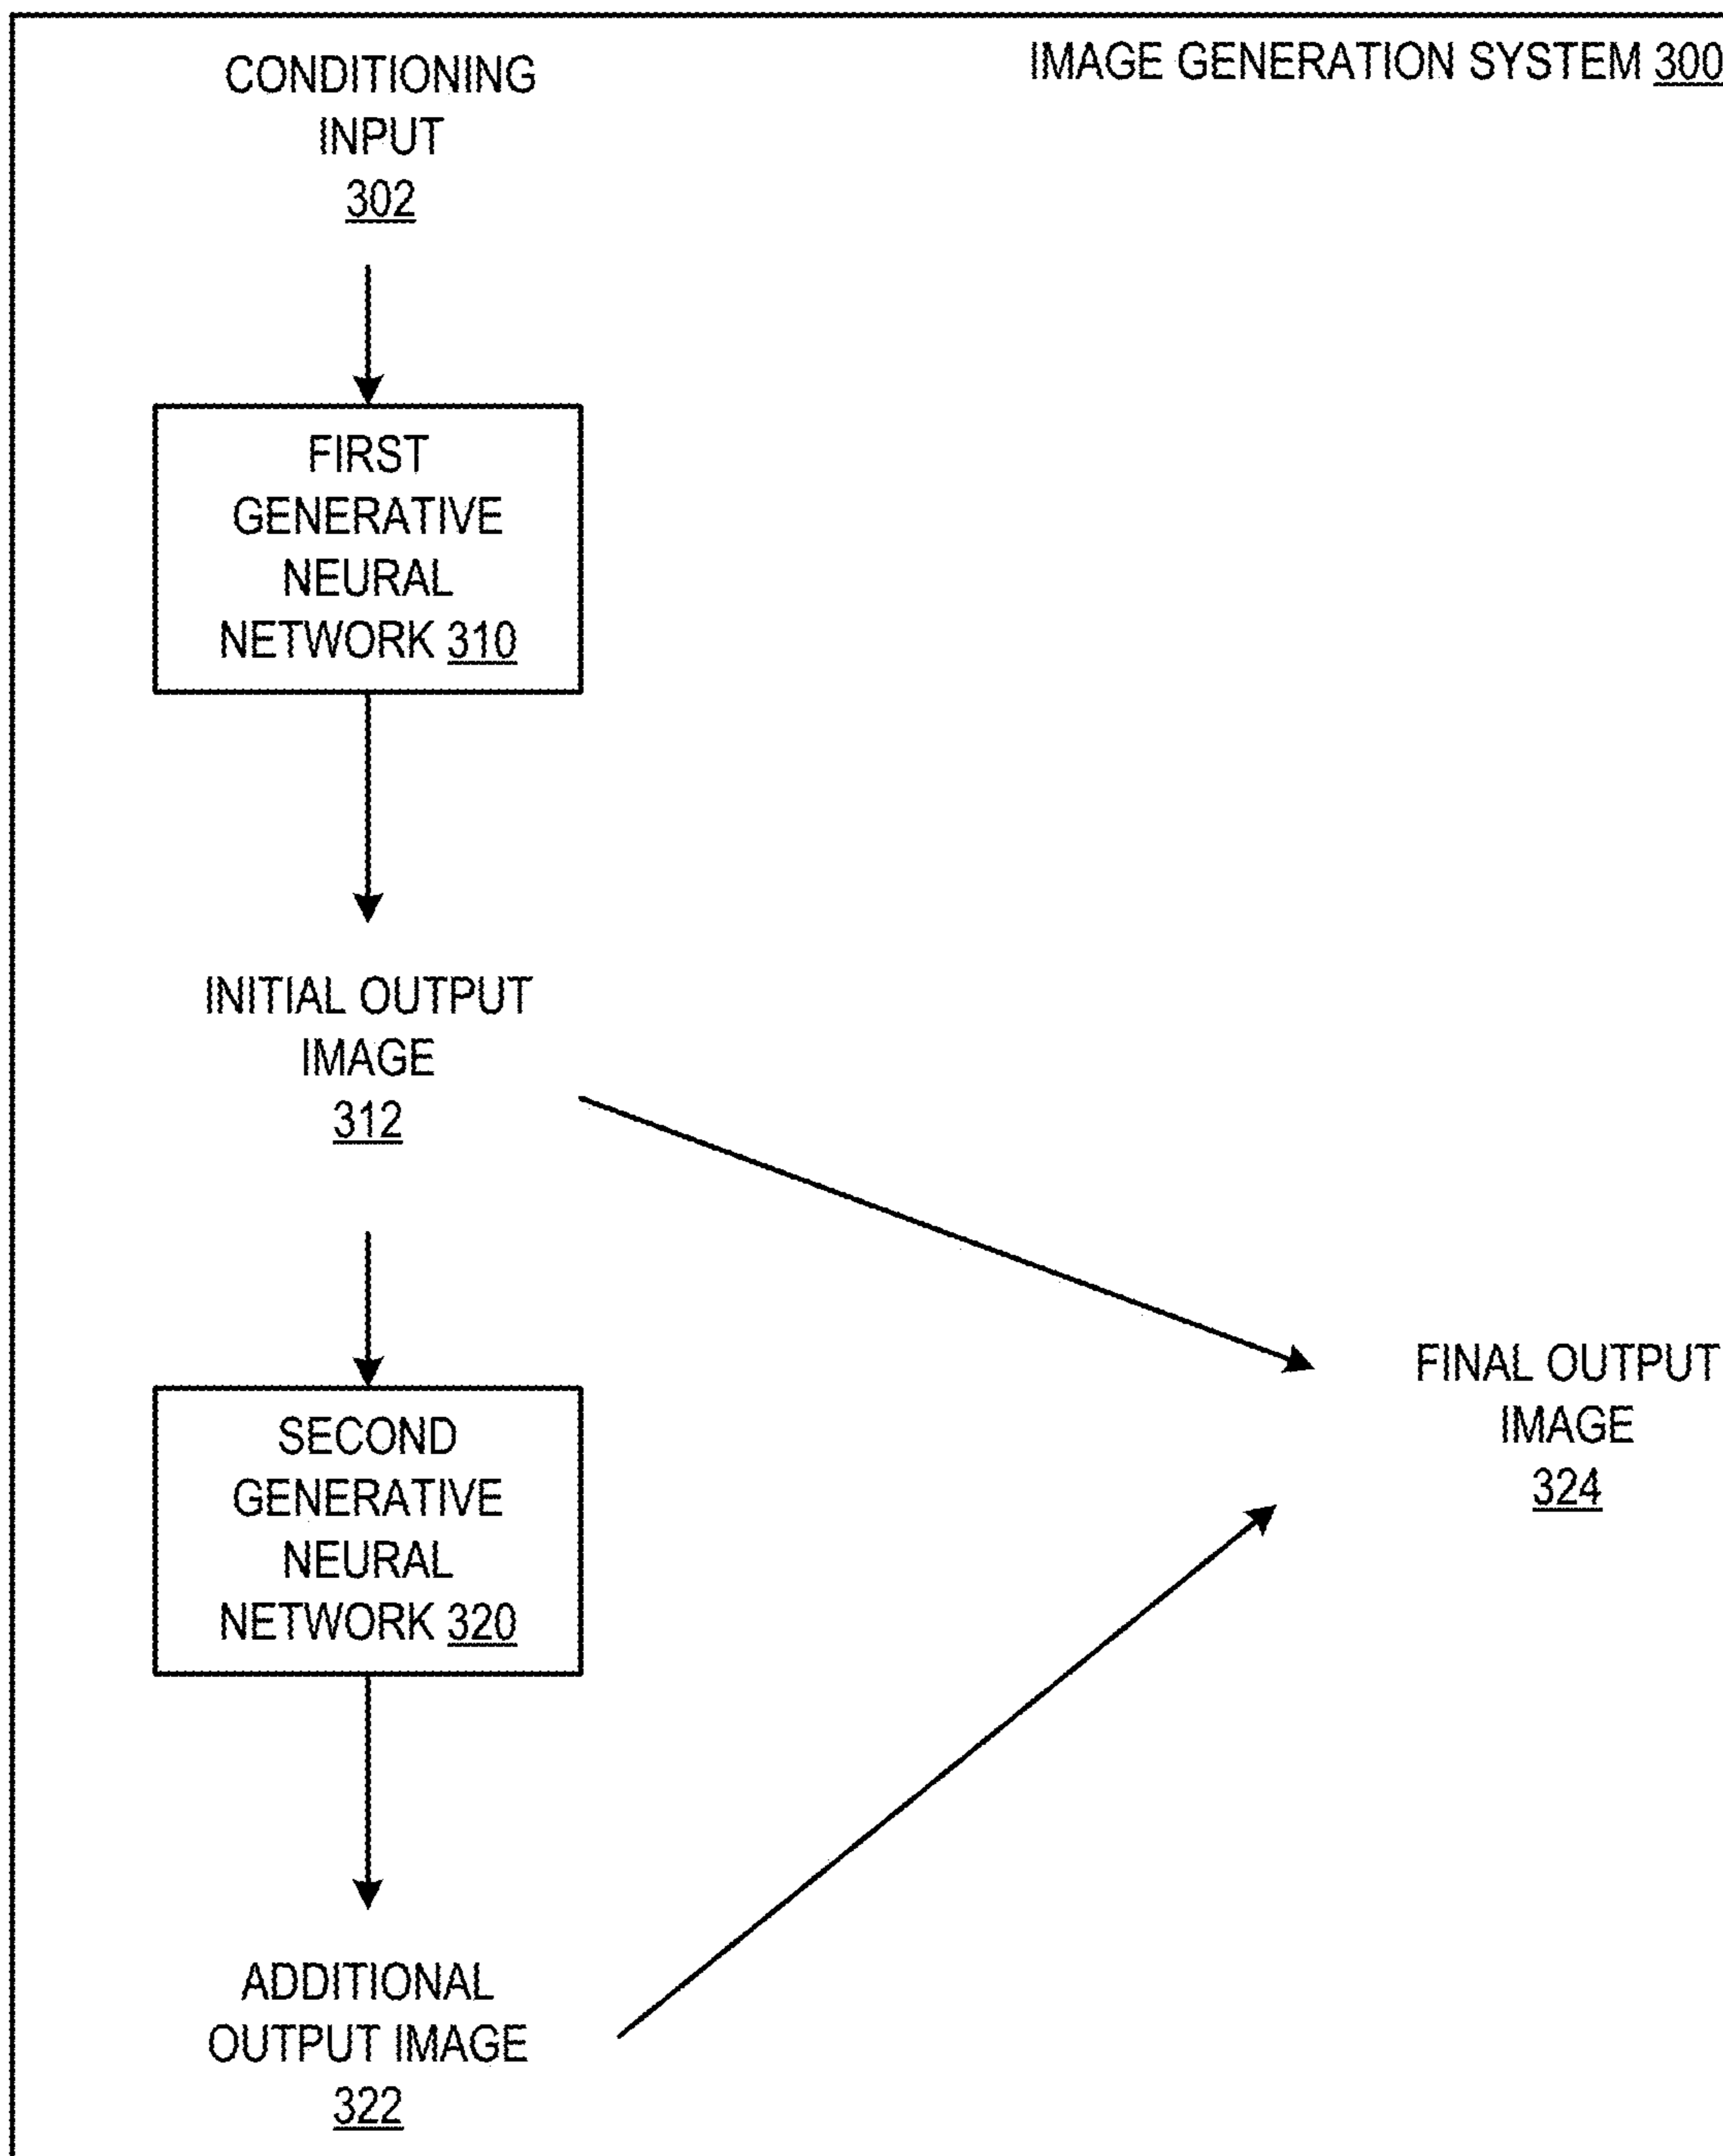 IMAGE GENERATION SYSTEM 300
CONDITIONING
INPUT
302
FIRST
GENERATIVE
NEURAL
NETWORK 310
INITIAL OUTPUT
IMAGE
312
SECOND
GENERATIVE
NEURAL
NETWORK 320
ADDITIONAL
OUTPUT IMAGE
322
FINAL OUTPUT
IMAGE
324